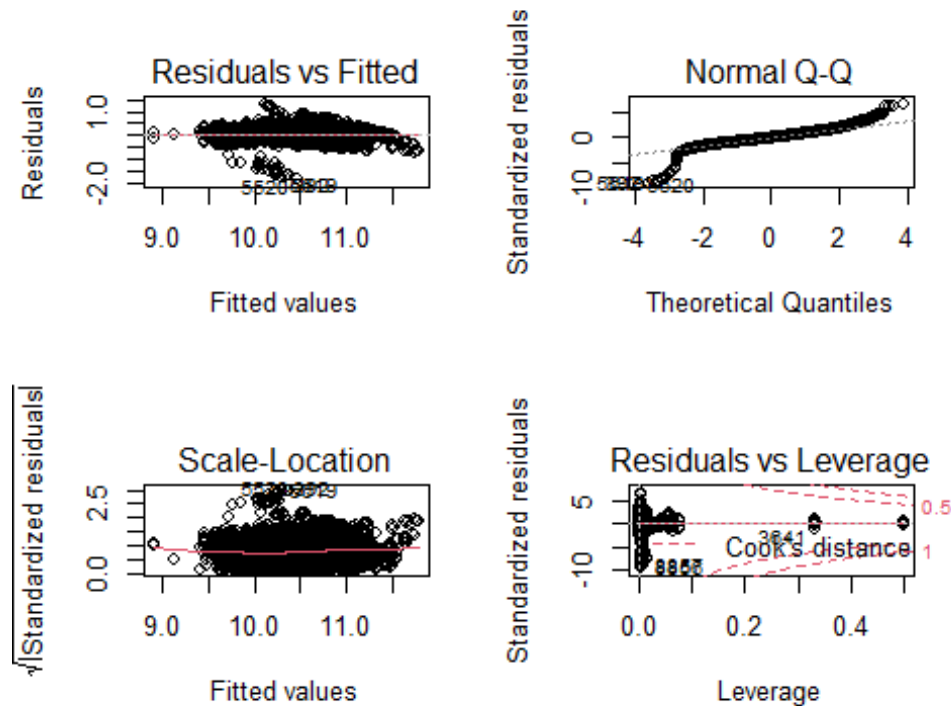 Residuals vs Fitted
Residuals
1.0
-2.0
9.0 10.0 11.0
Fitted values
Normal Q-Q
Standardized residuals
0
-10
-4 -2 0 2 4
Theoretical Quantiles
Scale-Location
√|Standardized residuals|
2.5
0.0
9.0 10.0 11.0
Fitted values
Residuals vs Leverage
Standardized residuals
5
-10
0.5
1
3641
Cook's distance
0.0 0.2 0.4
Leverage